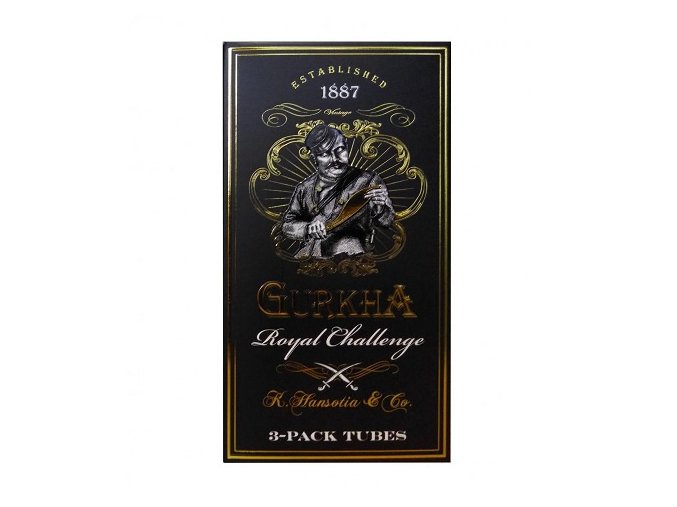 ESTABLISHED
1887
Vintage
GURKHA
Royal Challenge
K. Hansotia & Co.
3-PACK TUBES